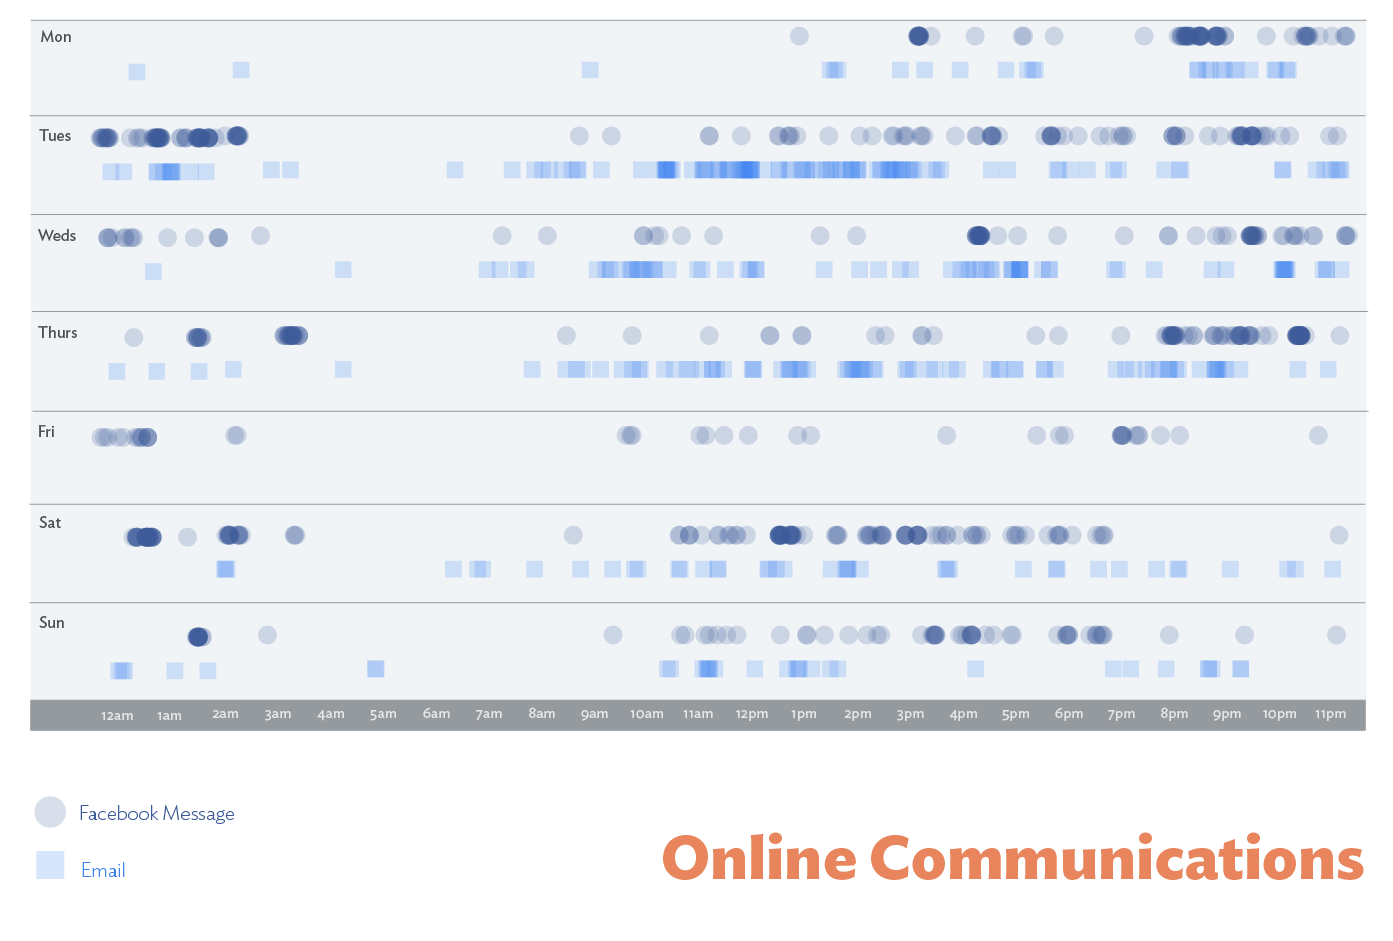 Mon
Tues
Weds
Thurs
Fri
Sat
Sun
12am 1am 2am 3am 4am 5am 6am 7am 8am 9am 10am 11am 12pm 1pm 2pm 3pm 4pm 5pm 6pm 7pm 8pm 9pm 10pm 11pm
Facebook Message
Email
Online Communications